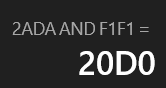 2ADA AND F1F1 =
20D0